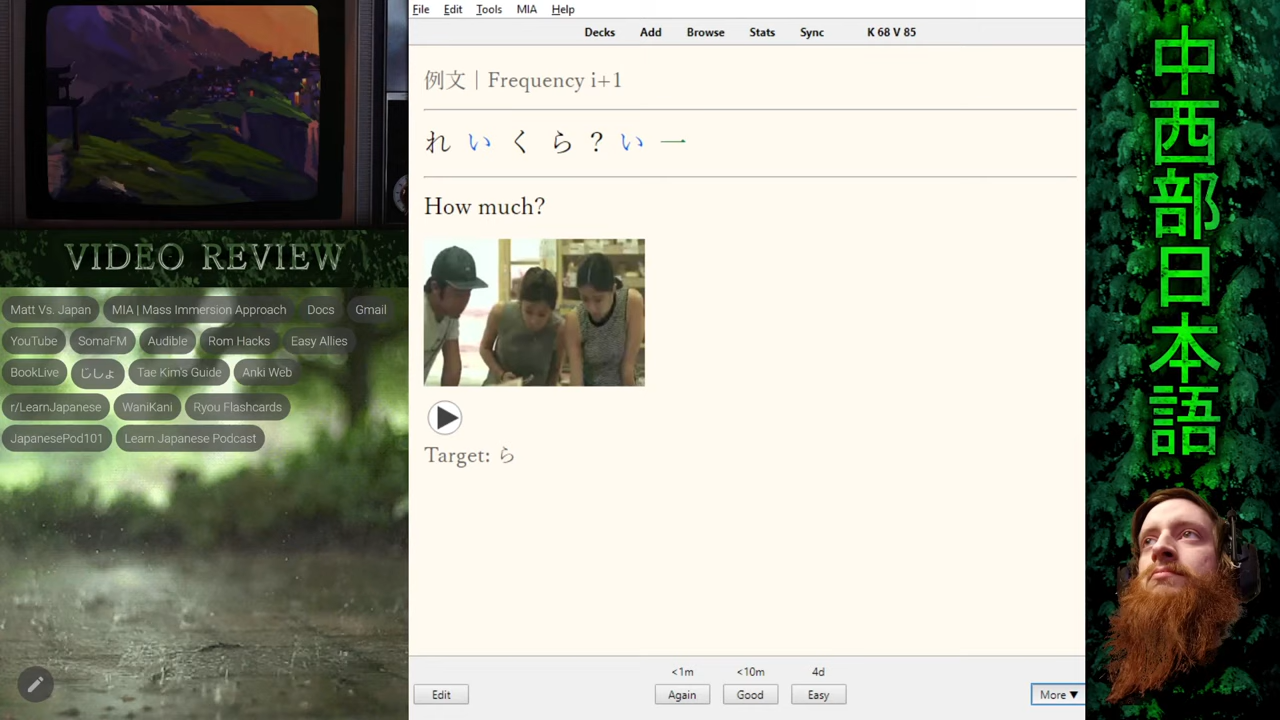 File Edit Tools MIA Help
Decks Add Browse Stats Sync K 68 V 85
例文 | Frequency i+1
れ い く ら ? い 一
How much?
Target: ら
<1m <10m 4d
Edit Again Good Easy More ▼
VIDEO REVIEW
Matt Vs. Japan MIA | Mass Immersion Approach Docs Gmail
YouTube SomaFM Audible Rom Hacks Easy Allies
BookLive じしょ Tae Kim's Guide Anki Web
r/LearnJapanese WaniKani Ryou Flashcards
JapanesePod101 Learn Japanese Podcast
中西部日本語